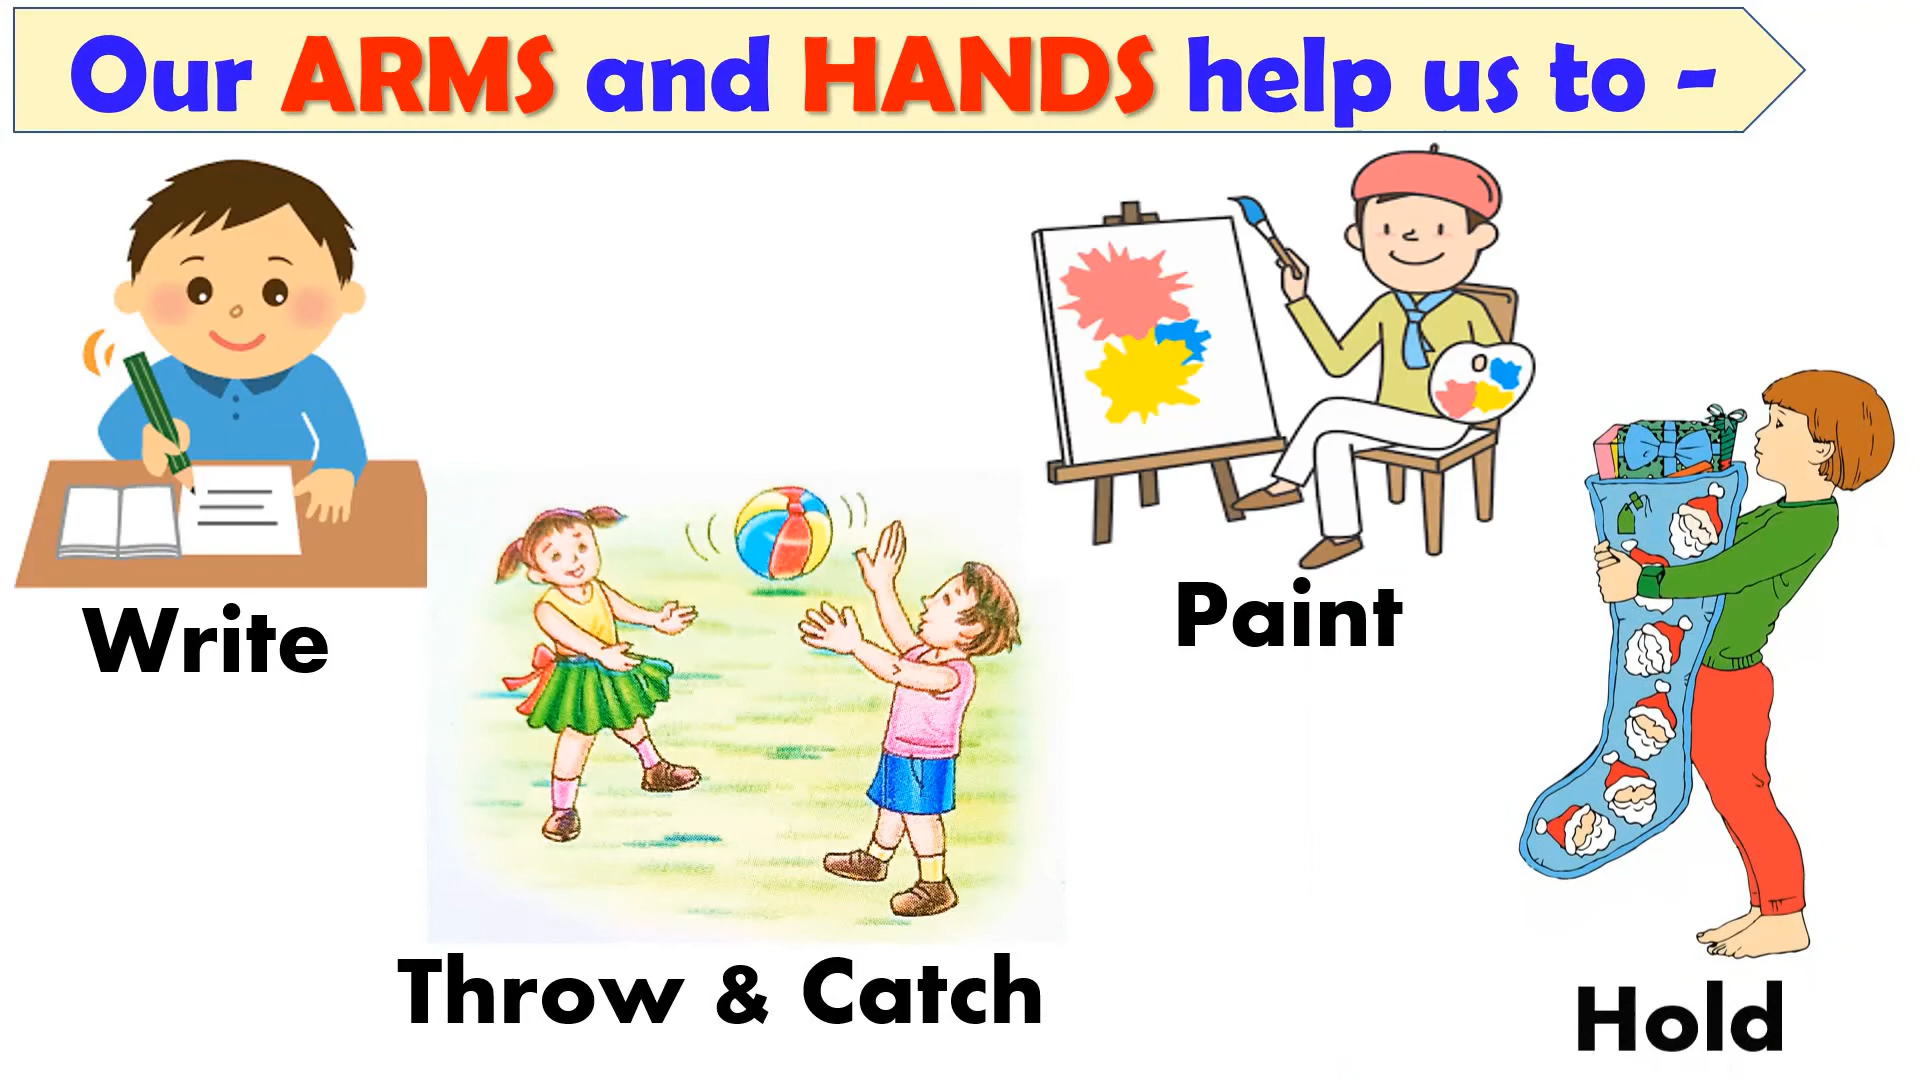 Our ARMS and HANDS help us to -
Write
Paint
Throw & Catch
Hold